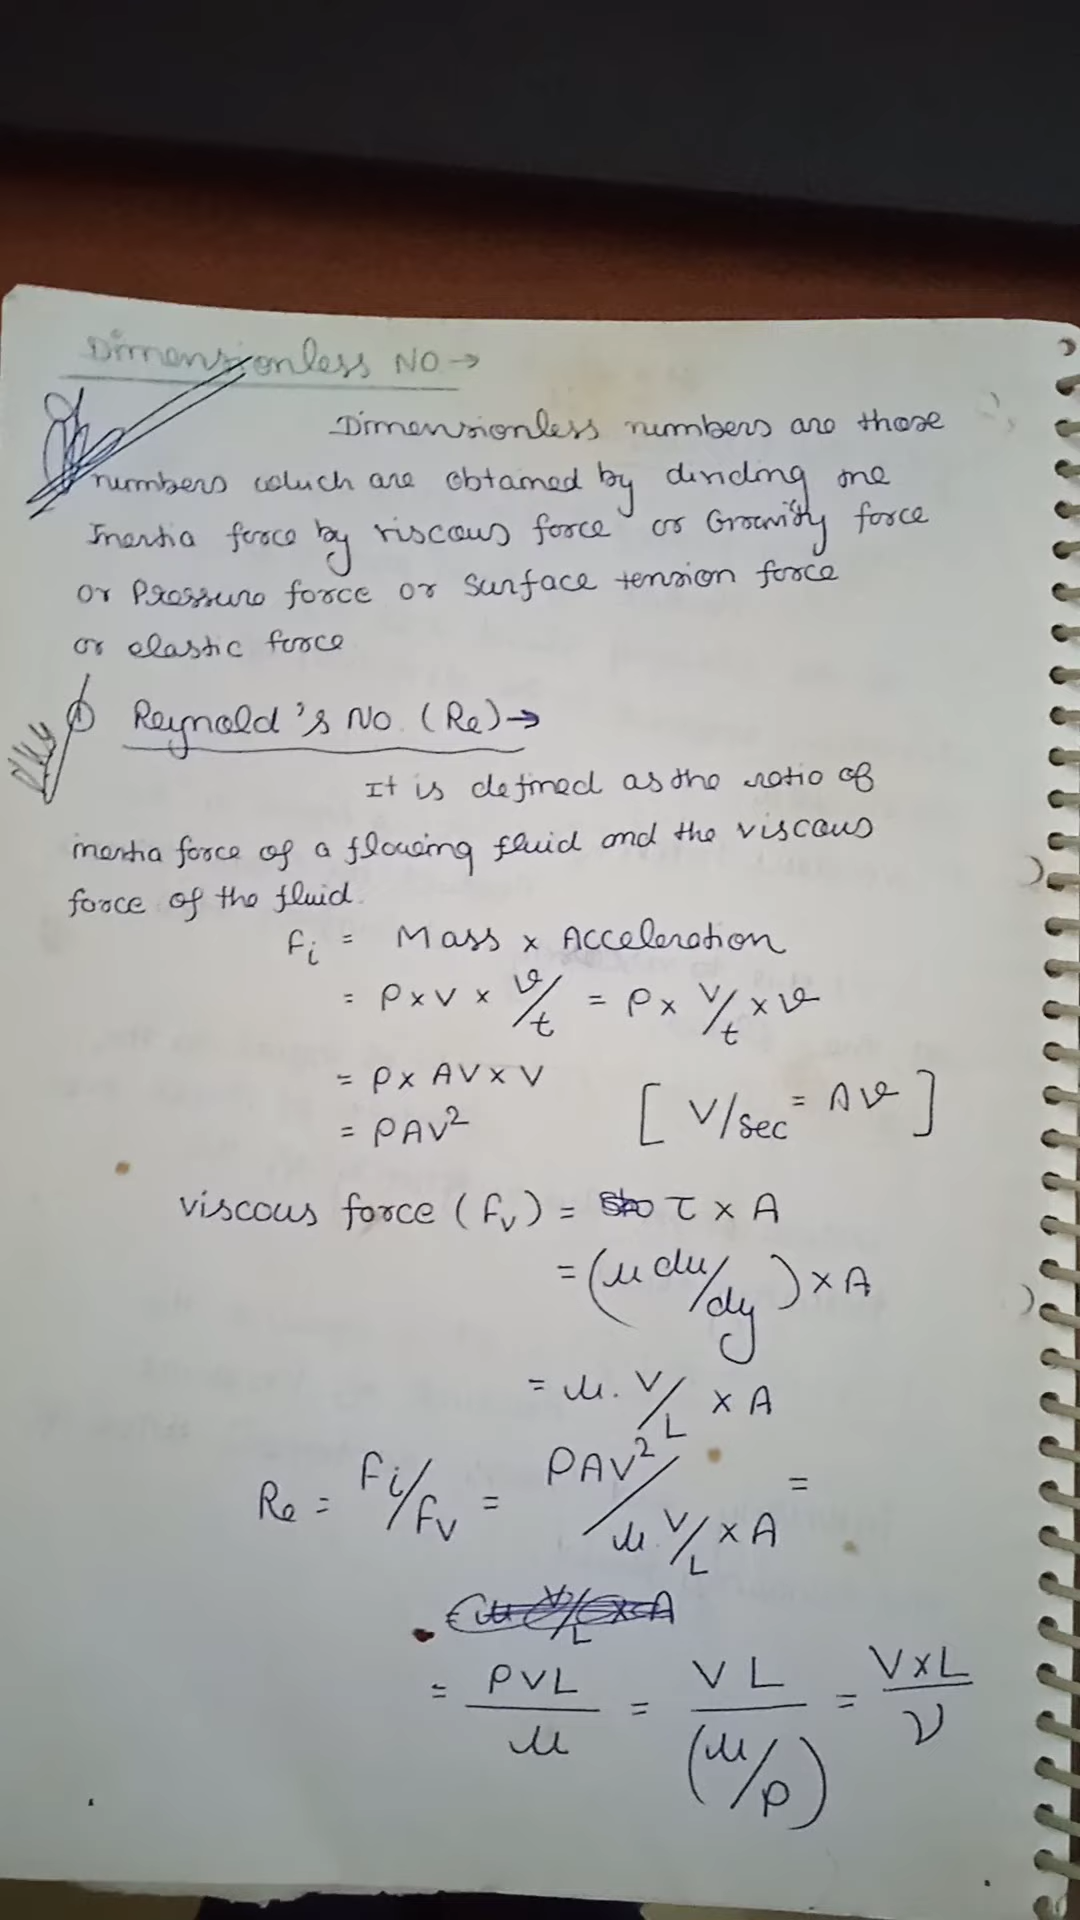 Dimensionless NO →
Dimensionless numbers are those
numbers which are obtained by dividing the
Inertia force by viscous force or Gravity force
or Pressure force or Surface tension force
or elastic force
① Reynold's No. (Re) →
It is defined as the ratio of
inertia force of a flowing fluid and the viscous
force of the fluid.
Fi = Mass × Acceleration
= ρ × V × v/t = ρ × V/t × v
= ρ × AV × V
= ρAV² [V/sec = Av]
viscous force (Fv) = τ × A
= (μ du/dy) × A
= μ. V/L × A
Re = Fi/Fv = ρAV² / μ. V/L × A =
= ρVL/μ = VL/(μ/ρ) = V×L/ν